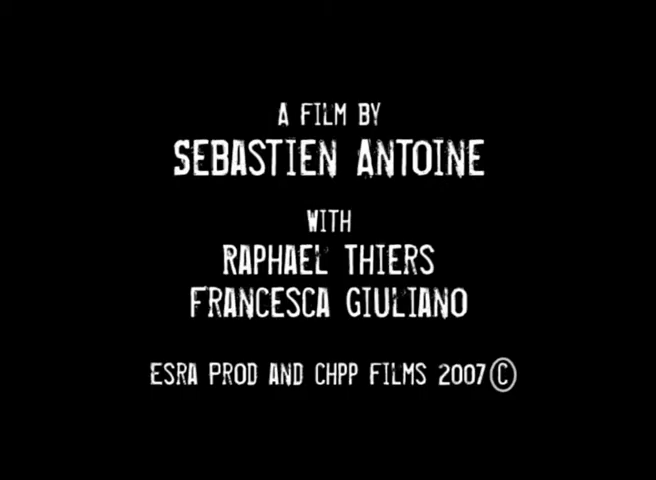 A FILM BY
SEBASTIEN ANTOINE
WITH
RAPHAEL THIERS
FRANCESCA GIULIANO
ESRA PROD AND CHPP FILMS 2007©